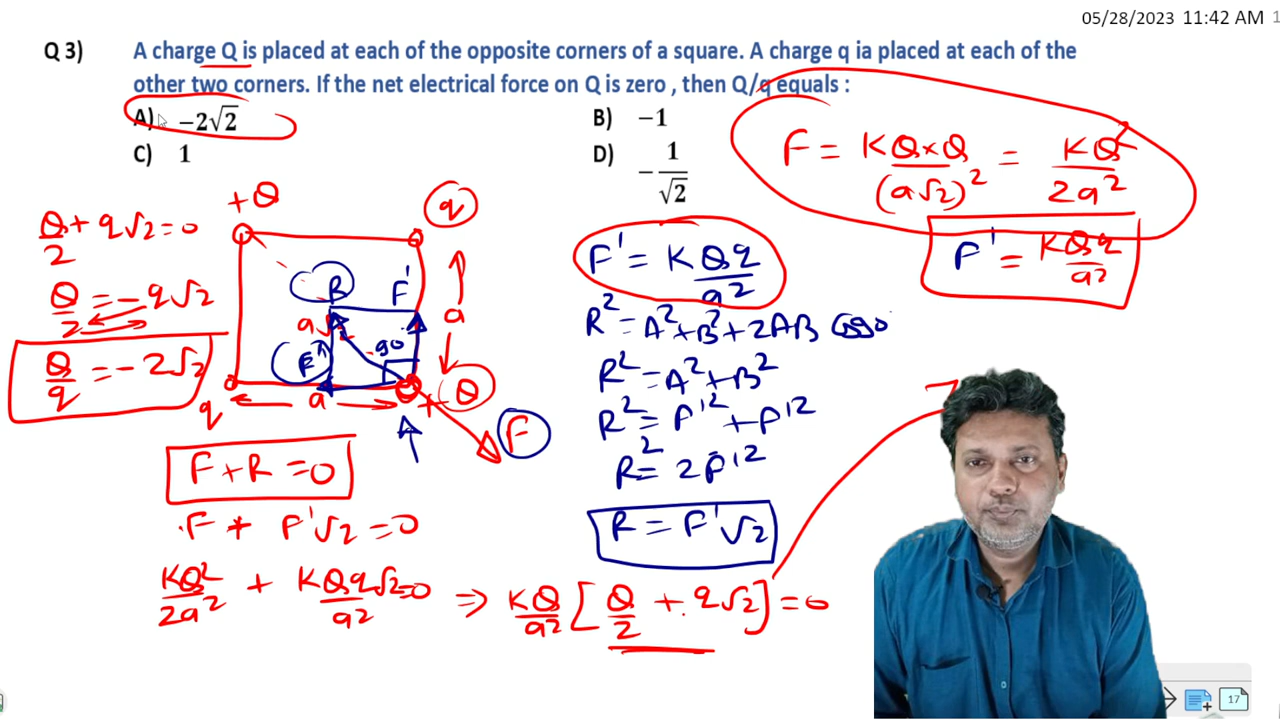 05/28/2023 11:42 AM 1
Q 3) A charge Q is placed at each of the opposite corners of a square. A charge q ia placed at each of the
other two corners. If the net electrical force on Q is zero , then Q/q equals :
A) −2√2
B) −1
C) 1
D) −1/√2
F = KQ×Q/(a√2)² = KQ²/2a²
F' = KQq/a²
+Q
q
F'
R
a√2
90
F'
a
a
q
+Q
F
Q/2 + q√2 = 0
Q/2 = −q√2
Q/q = −2√2
F+R = 0
F + F'√2 = 0
KQ²/2a² + KQq√2/a² = 0 ⇒ KQ/a² [Q/2 + q√2] = 0
F' = KQq/a²
R² = A² + B² + 2AB Cos90
R² = A² + B²
R² = F'² + F'²
R² = 2F'²
R = F'√2
17